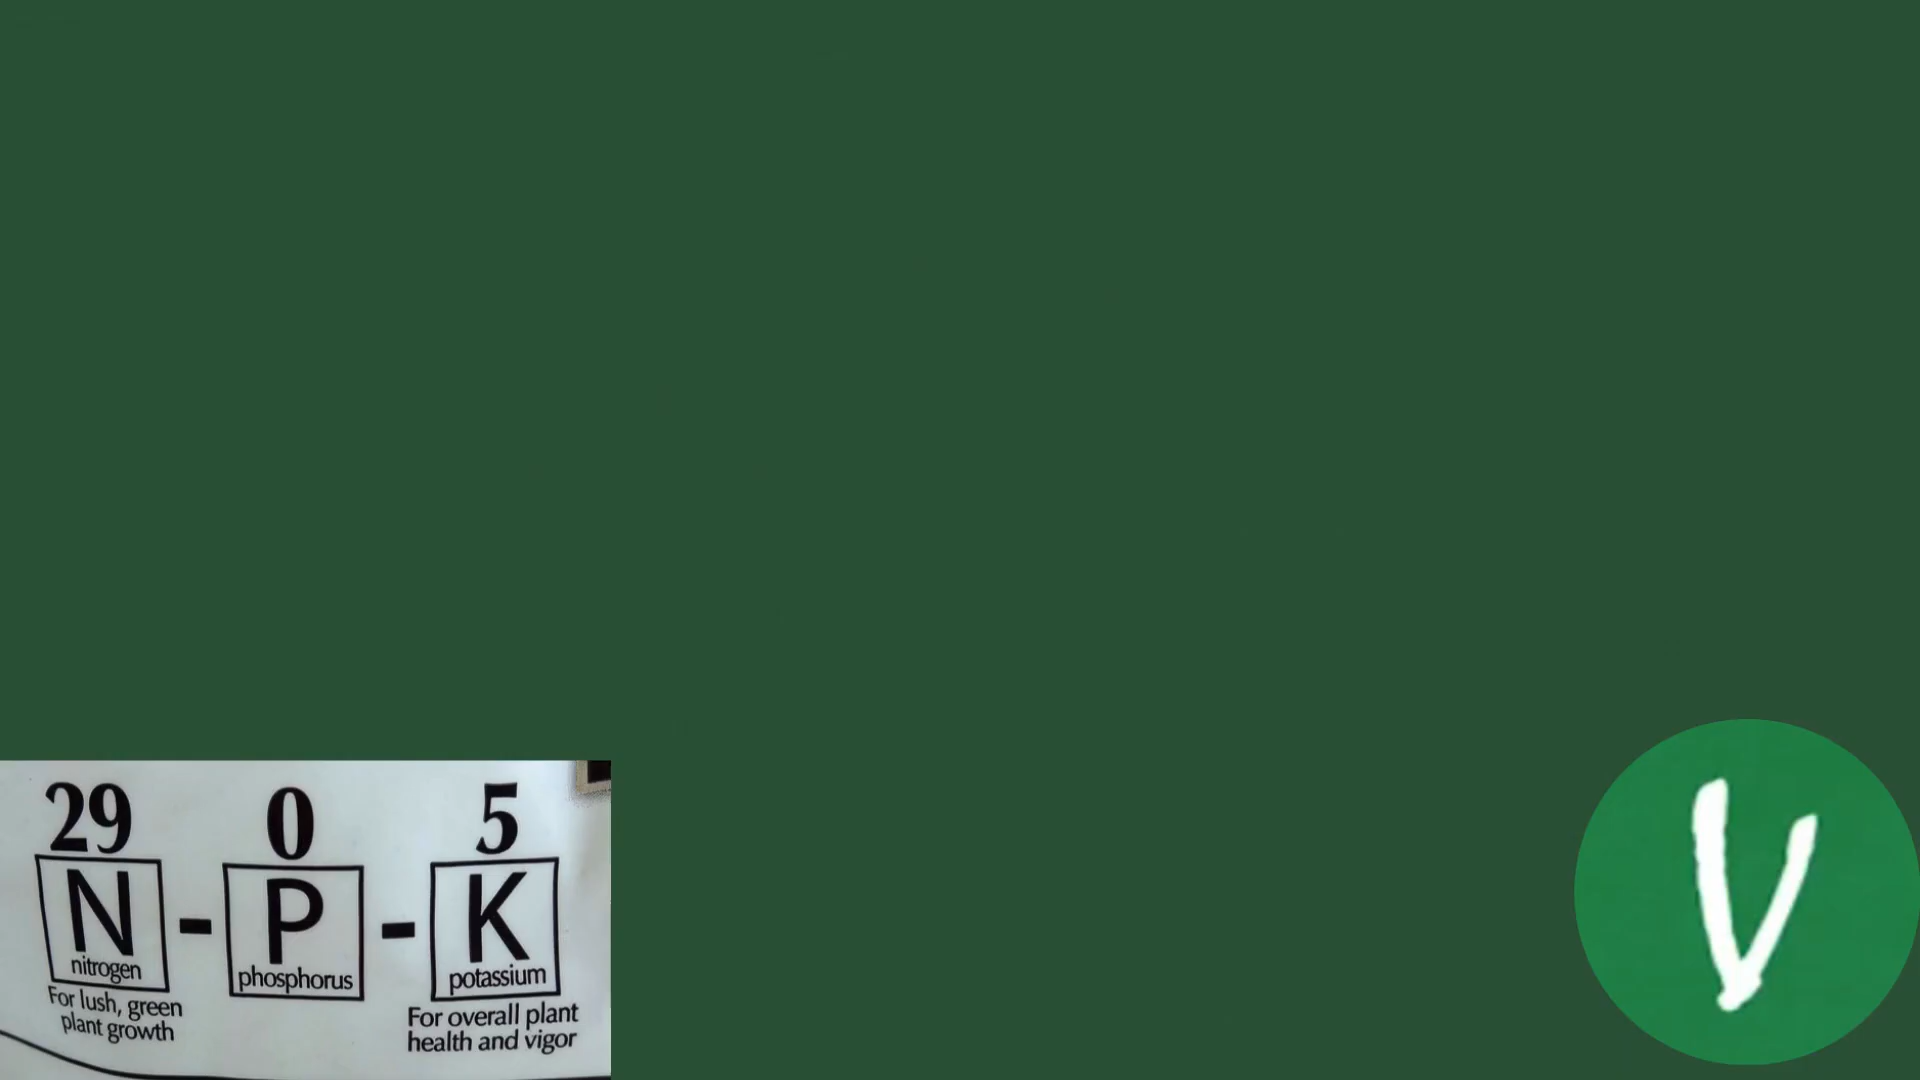 29 0 5
N - P - K
nitrogen phosphorus potassium
For lush, green
plant growth
For overall plant
health and vigor
V